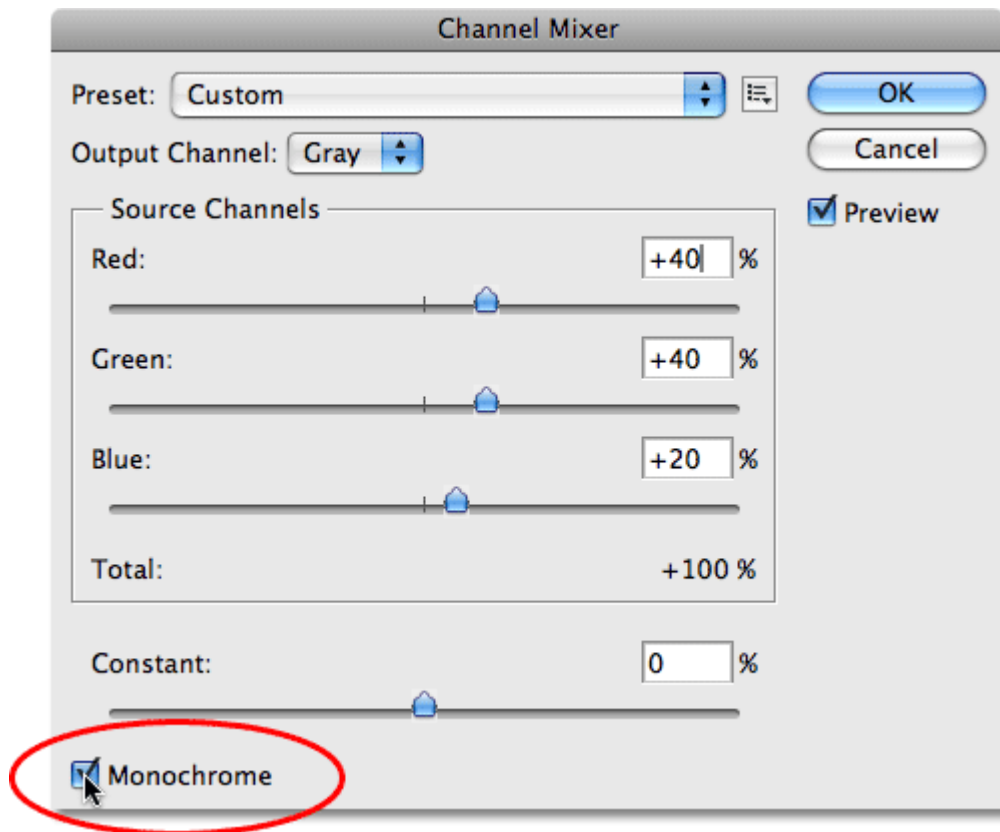 Channel Mixer
Preset: Custom
OK
Output Channel: Gray
Cancel
Preview
Source Channels
Red: +40 %
Green: +40 %
Blue: +20 %
Total: +100 %
Constant: 0 %
Monochrome